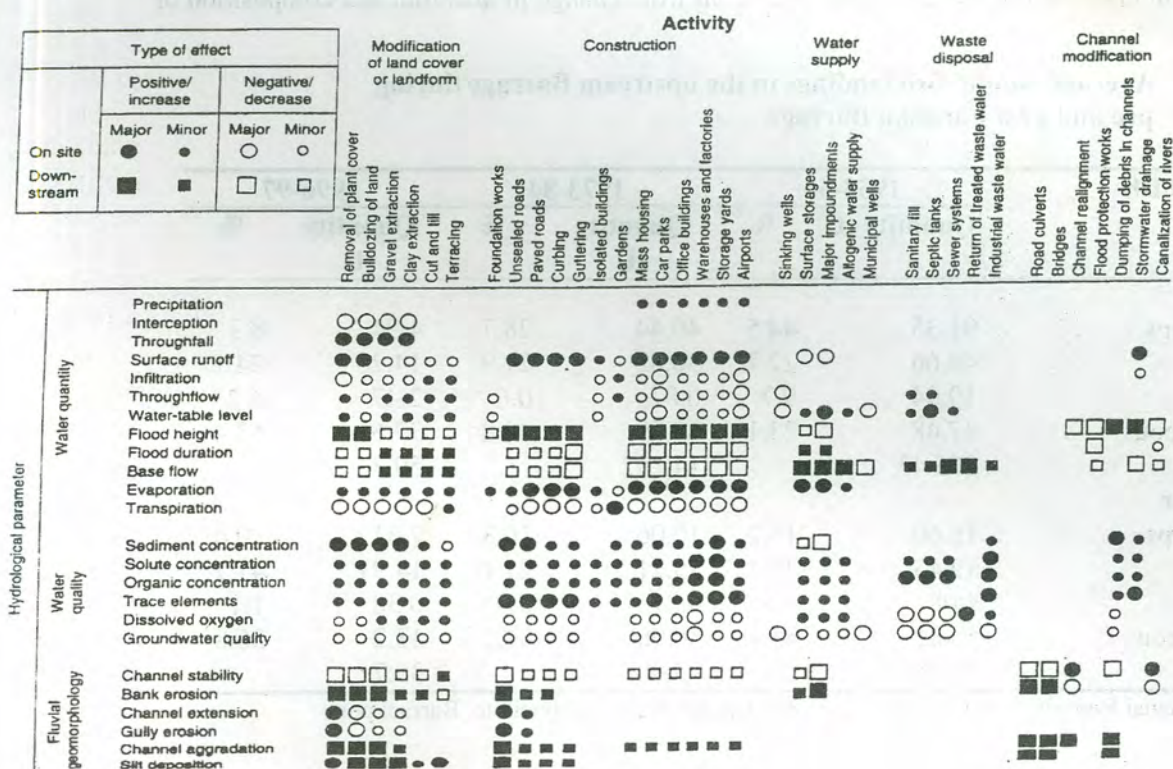 Activity
Type of effect
Positive/ increase
Negative/ decrease
Major Minor Major Minor
On site
Down- stream
Modification of land cover or landform
Construction
Water supply
Waste disposal
Channel modification
Removal of plant cover
Bulldozing of land
Gravel extraction
Clay extraction
Cut and fill
Terracing
Foundation works
Unsealed roads
Paved roads
Curbing
Guttering
Isolated buildings
Gardens
Mass housing
Car parks
Office buildings
Warehouses and factories
Storage yards
Airports
Sinking wells
Surface storages
Major impoundments
Allogenic water supply
Municipal wells
Sanitary fill
Septic tanks
Sewer systems
Return of treated waste water
Industrial waste water
Road culverts
Bridges
Channel realignment
Flood protection works
Dumping of debris in channels
Stormwater drainage
Canalization of rivers
Hydrological parameter
Water quantity
Precipitation
Interception
Throughfall
Surface runoff
Infiltration
Throughflow
Water-table level
Flood height
Flood duration
Base flow
Evaporation
Transpiration
Water quality
Sediment concentration
Solute concentration
Organic concentration
Trace elements
Dissolved oxygen
Groundwater quality
Fluvial geomorphology
Channel stability
Bank erosion
Channel extension
Gully erosion
Channel aggradation
Silt deposition